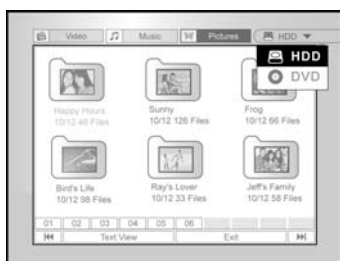 Video Music Pictures HDD
HDD
DVD
Happy Hours Sunny Frog
10/12 46 Files 10/12 126 Files 10/12 66 Files
Bird's Life Ray's Lover Jeff's Family
10/12 98 Files 10/12 33 Files 10/12 58 Files
01 02 03 04 05 06
Text View Exit